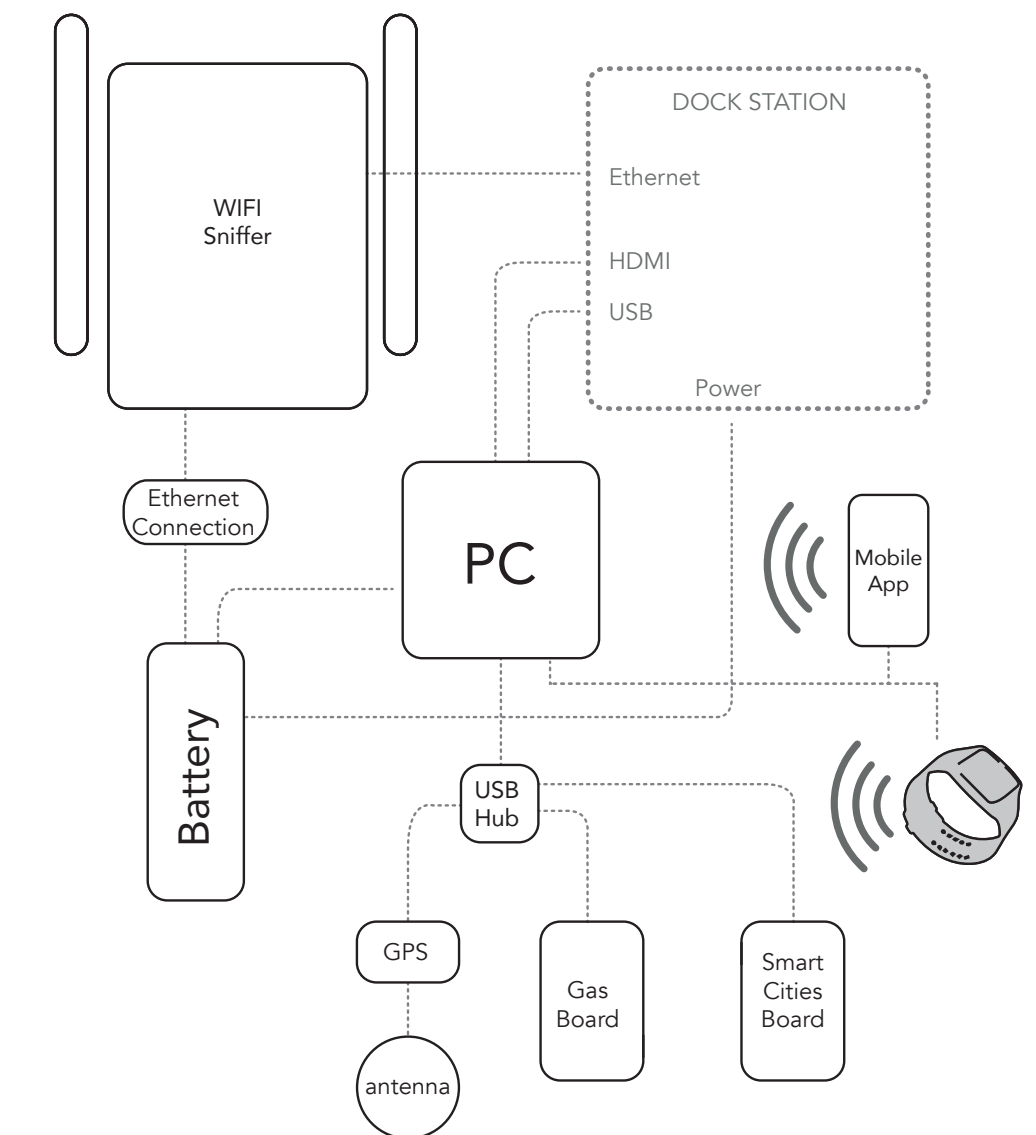 DOCK STATION
WIFI
Sniffer
Ethernet
HDMI
USB
Power
Ethernet
Connection
PC
Mobile
App
Battery
USB
Hub
GPS
Gas
Board
Smart
Cities
Board
antenna